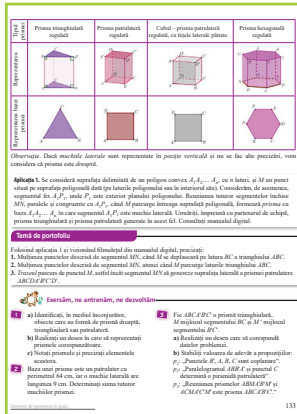 Tipul prismei
Prisma triunghiulară regulată
Prisma patrulateră regulată
Cubul – prisma patrulateră regulată, cu fețele laterale pătrate
Prisma hexagonală regulată
Reprezentarea
Reprezentarea bazei prismei
Observație. Dacă muchiile laterale sunt reprezentate în poziție verticală și nu se fac alte precizări, vom
considera că prisma este dreaptă.
Aplicația 1. Se consideră suprafața delimitată de un poligon convex A₁A₂… Aₙ, cu n laturi, și M un punct
situat pe suprafața poligonală dată (pe laturile poligonului sau în interiorul său). Considerăm, de asemenea,
segmentul fix A₁P₁, unde P₁ este exterior planului poligonului. Reuniunea tuturor segmentelor închise
MN, paralele și congruente cu A₁P₁, când M parcurge întreaga suprafață poligonală, formează prisma cu
baza A₁A₂… Aₙ în care segmentul A₁P₁ este muchie laterală. Urmăriți, împreună cu partenerul de echipă,
prisma triunghiulară și prisma patrulateră generate în acest fel. Consultați manualul digital.
Temă de portofoliu
Folosind aplicația 1 și vizionând filmulețul din manualul digital, precizați:
1. Mulțimea punctelor descrisă de segmentul MN, când M se deplasează pe latura BC a triunghiului ABC.
2. Mulțimea punctelor descrisă de segmentul MN, atunci când M parcurge laturile triunghiului ABC.
3. Traseul parcurs de punctul M, astfel încât segmentul MN să genereze suprafața laterală a prismei patrulatere
ABCDA'B'C'D'.
Exersăm, ne antrenăm, ne dezvoltăm
1 a) Identificați, în mediul înconjurător,
obiecte care au formă de prismă dreaptă,
triunghiulară sau patrulateră.
b) Realizați un desen în care să reprezentați
prismele corespunzătoare.
c) Notați prismele și precizați elementele
acestora.
2 Baza unei prisme este un patrulater cu
perimetrul 64 cm, iar o muchie laterală are
lungimea 9 cm. Determinați suma tuturor
muchiilor prismei.
3 Fie ABCA'B'C' o prismă triunghiulară,
M mijlocul segmentului BC și M' mijlocul
segmentului B'C'.
a) Realizați un desen care să corespundă
datelor problemei.
b) Stabiliți valoarea de adevăr a propozițiilor:
p₁: „Punctele B', A, B, C sunt coplanare”.
p₂: „Paralelogramul ABB'A' și punctul C
determină o piramidă patrulateră”.
p₃: „Reuniunea prismelor ABMA'B'M' și
ACMA'C'M' este prisma ABCA'B'C'.”
133